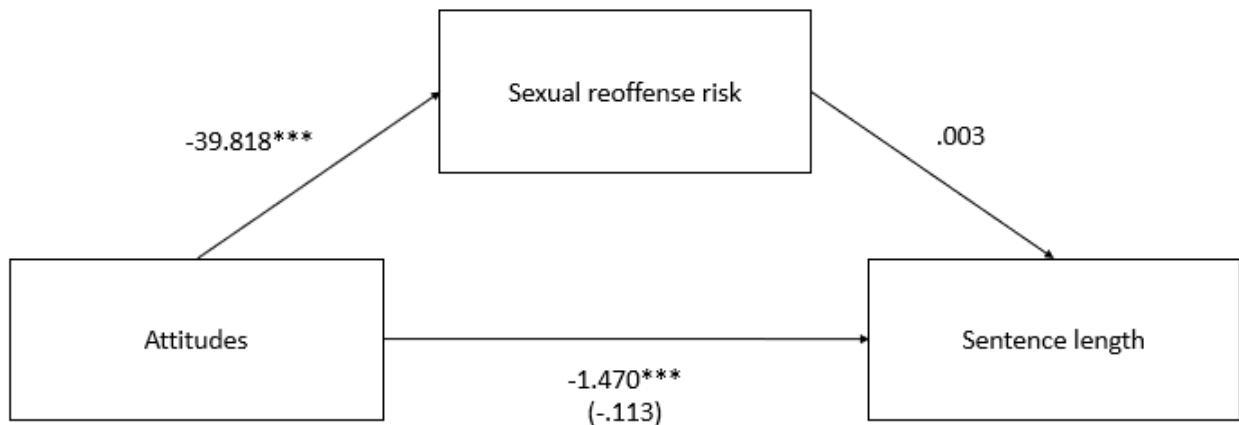 Sexual reoffense risk
-39.818***
.003
Attitudes
Sentence length
-1.470***
(-.113)